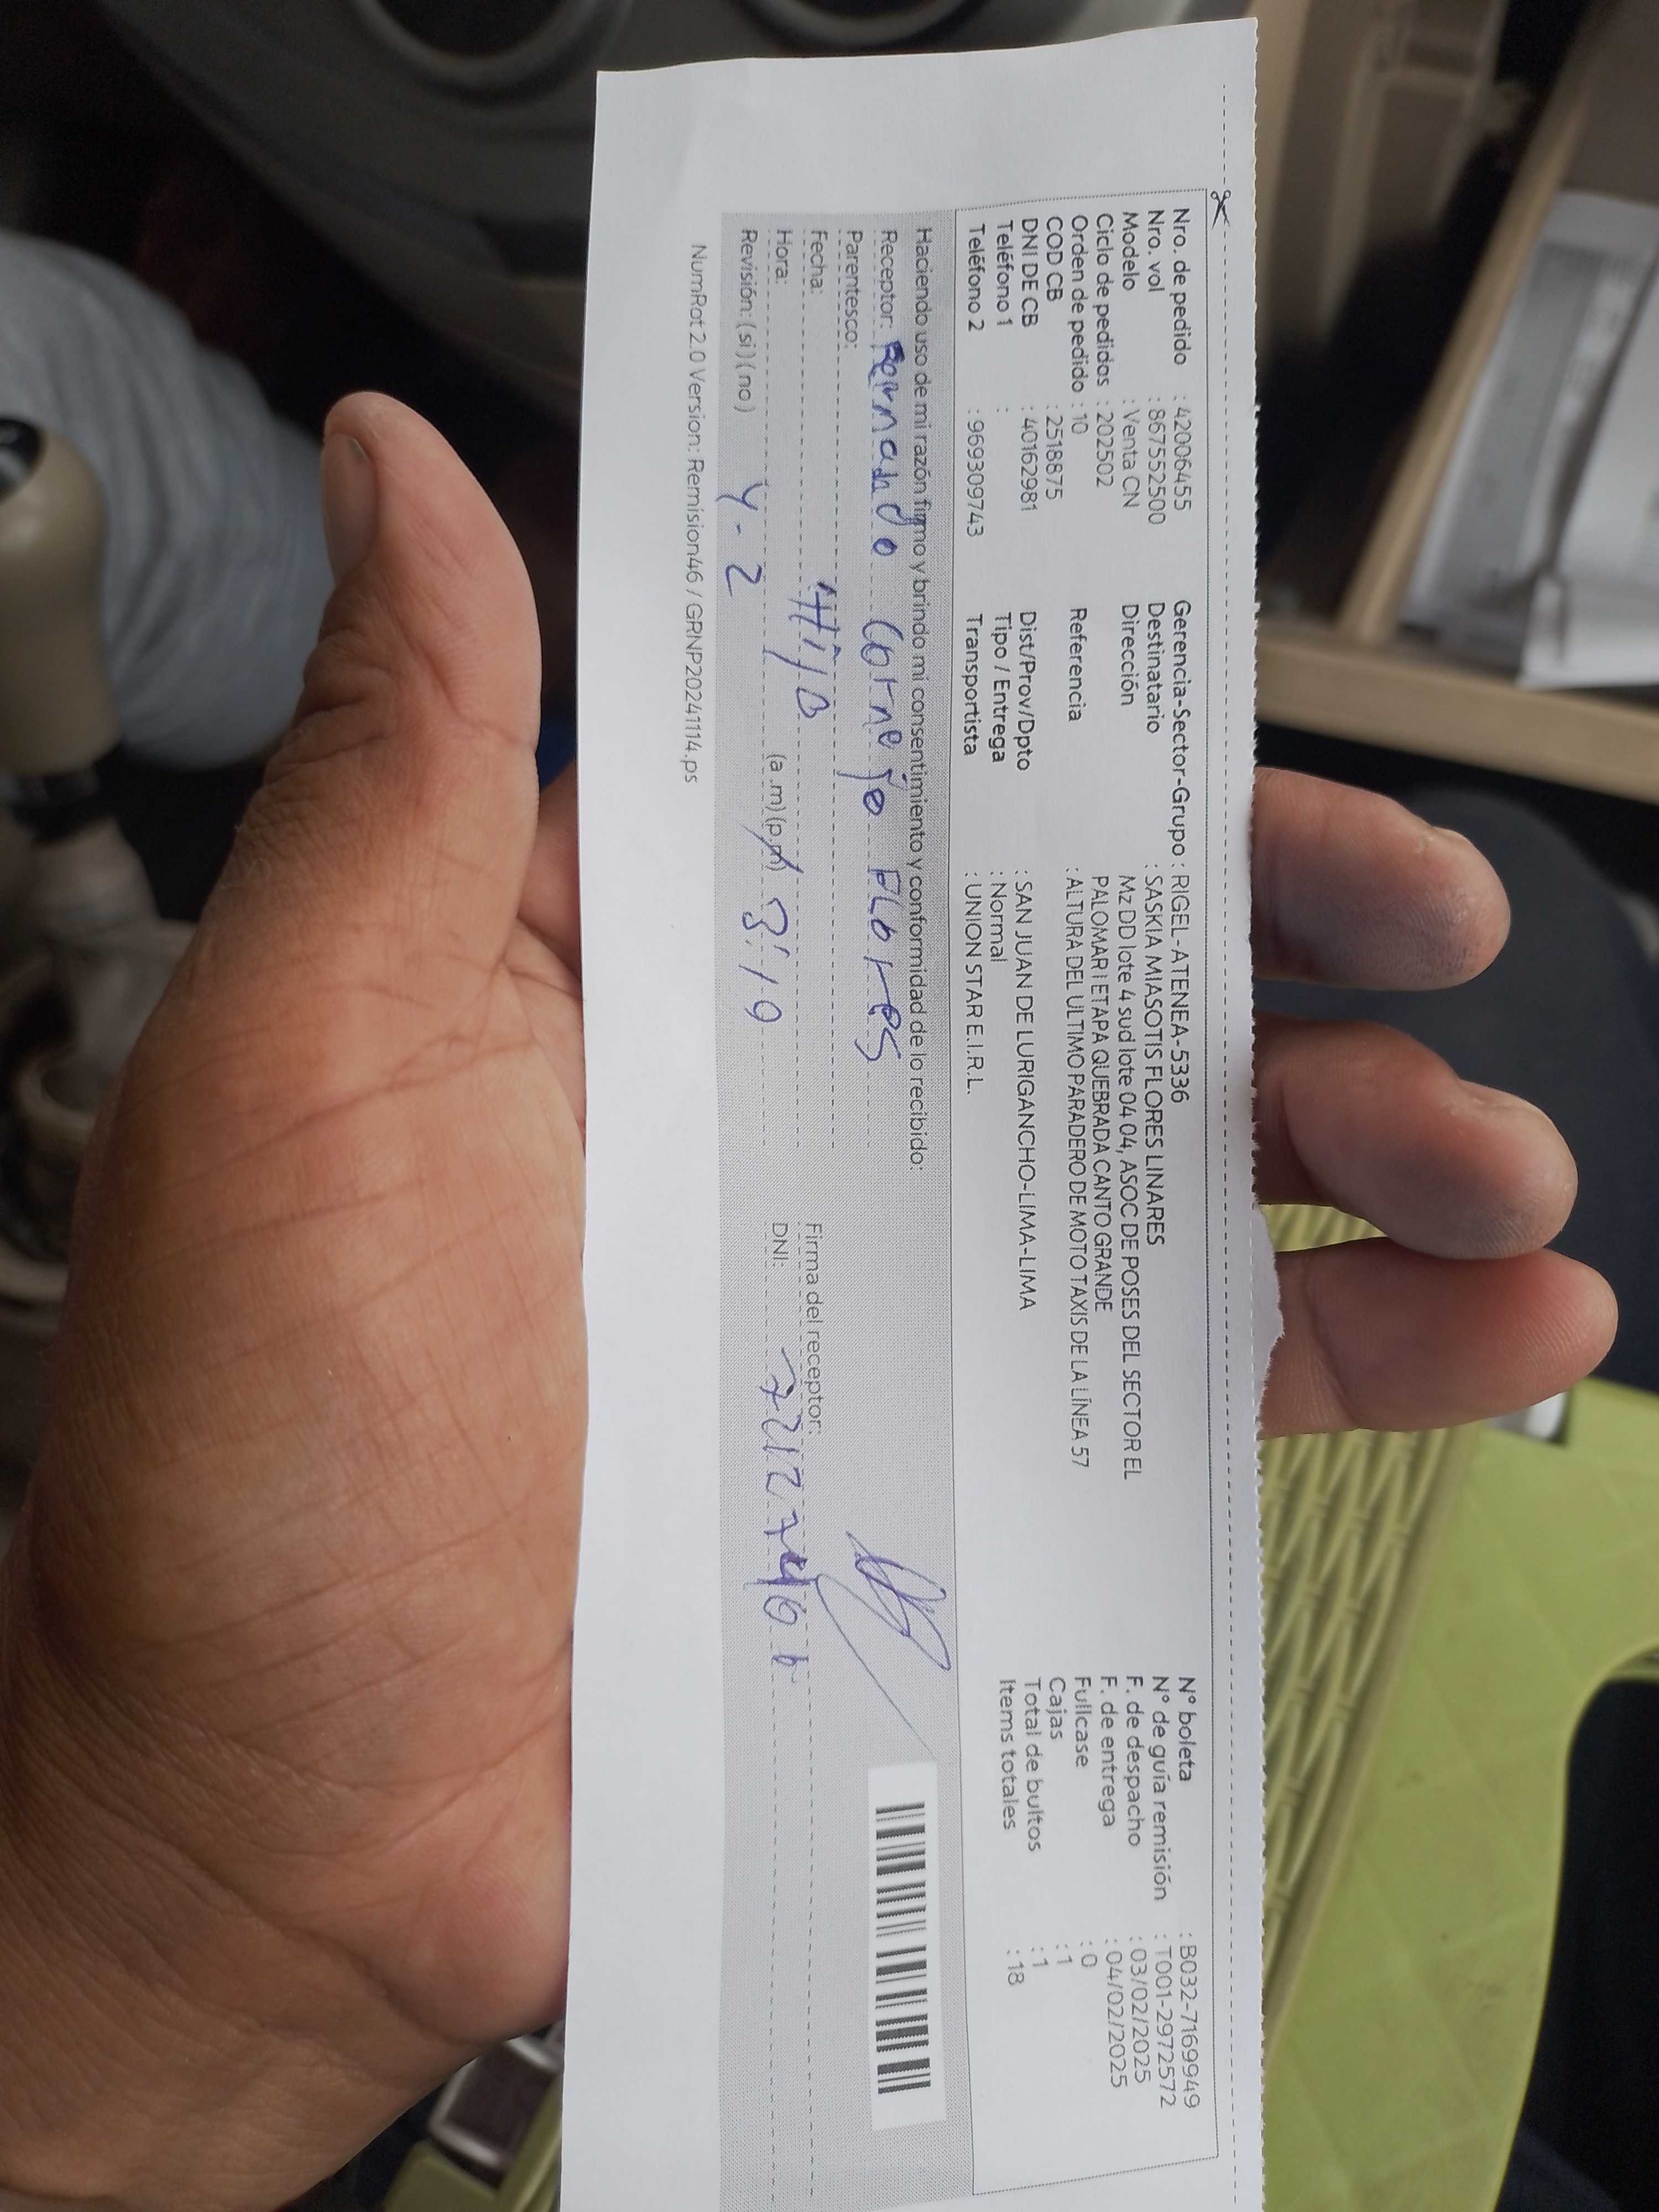 Nro. de pedido : 42006455
Nro. vol : 867552500
Modelo : Venta CN
Ciclo de pedidos : 202502
Orden de pedido : 10
COD CB : 2518875
DNI DE CB : 40162981
Teléfono 1 :
Teléfono 2 : 969309743
Gerencia-Sector-Grupo : RIGEL-ATENEA-5336
Destinatario : SASKIA MIASOTIS FLORES LINARES
Dirección Mz DD lote 4 sud lote 04 04, ASOC DE POSES DEL SECTOR EL
PALOMAR I ETAPA QUEBRADA CANTO GRANDE
Referencia : ALTURA DEL ULTIMO PARADERO DE MOTO TAXIS DE LA LÍNEA 57
Dist/Prov/Dpto : SAN JUAN DE LURIGANCHO-LIMA-LIMA
Tipo / Entrega : Normal
Transportista : UNION STAR E.I.R.L.
N° boleta : B032-7169949
N° de guía remisión : T001-2972572
F. de despacho : 03/02/2025
F. de entrega : 04/02/2025
Fullcase : 0
Cajas : 1
Total de bultos : 1
Items totales : 18
Haciendo uso de mi razón firmo y brindo mi consentimiento y conformidad de lo recibido:
Receptor: Fernando Cornejo Flores
Parentesco: Hijo
Fecha:
Hora: (a .m) (p.m) 3:19
Revisión: (si) (no) 4-2
Firma del receptor:
DNI:
NumRot 2.0 Version: Remision46 / GRNP20241114.ps